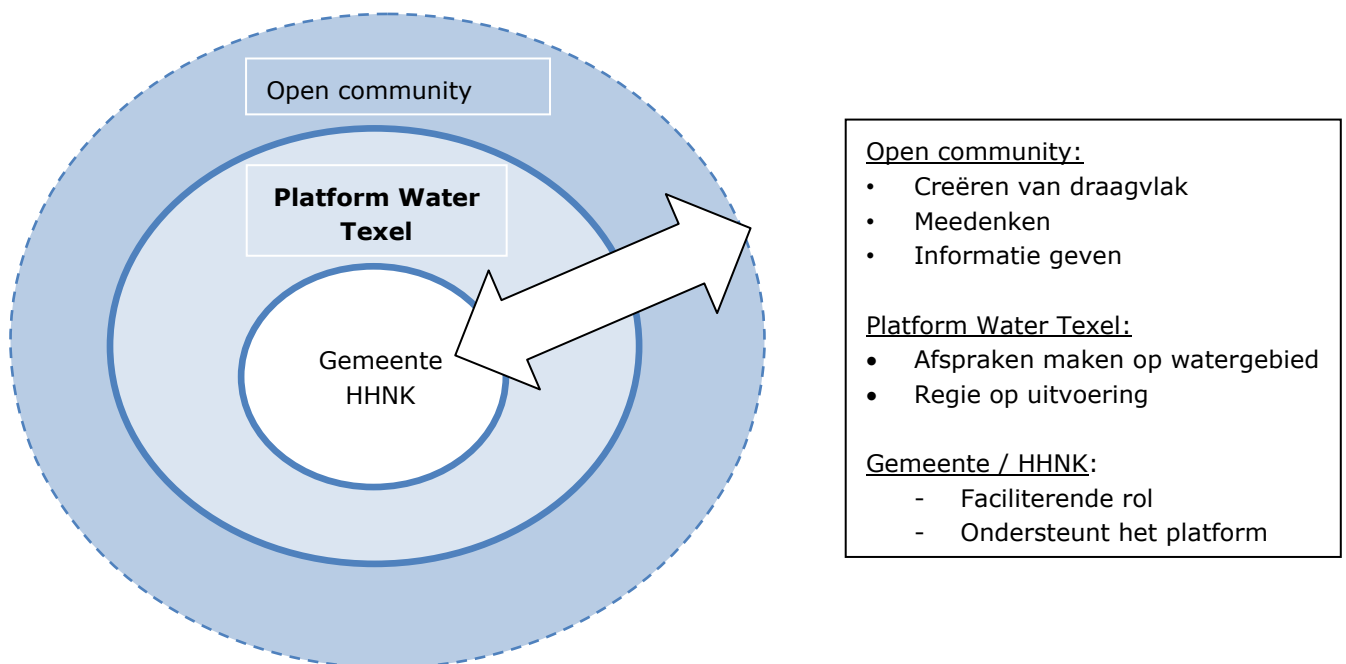 Open community
Platform Water
Texel
Gemeente
HHNK
Open community:
• Creëren van draagvlak
• Meedenken
• Informatie geven
Platform Water Texel:
• Afspraken maken op watergebied
• Regie op uitvoering
Gemeente / HHNK:
- Faciliterende rol
- Ondersteunt het platform